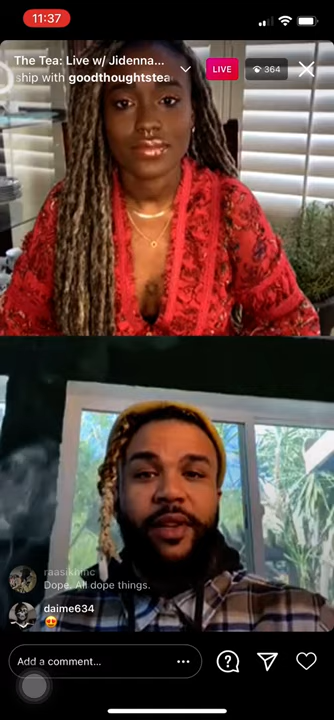 11:37
The Tea: Live w/ Jidenna...
ship with goodthoughtstea
LIVE
364
raasikhmc
Dope. All dope things.
daime634
😍
Add a comment...